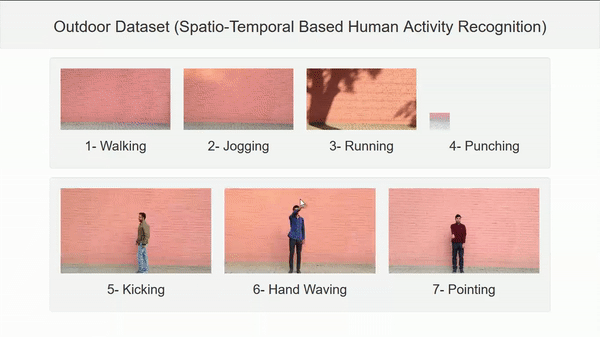 Outdoor Dataset (Spatio-Temporal Based Human Activity Recognition)
1- Walking
2- Jogging
3- Running
4- Punching
5- Kicking
6- Hand Waving
7- Pointing